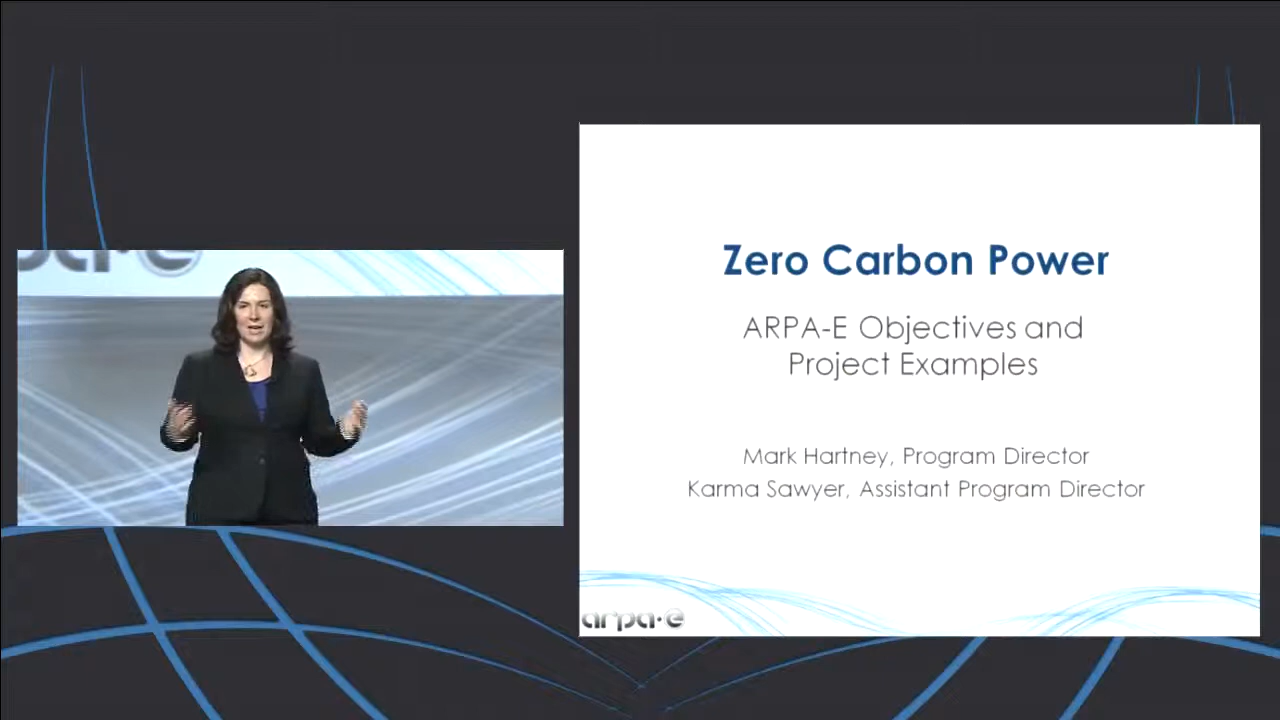 Zero Carbon Power
ARPA-E Objectives and
Project Examples
Mark Hartney, Program Director
Karma Sawyer, Assistant Program Director
arpa·e